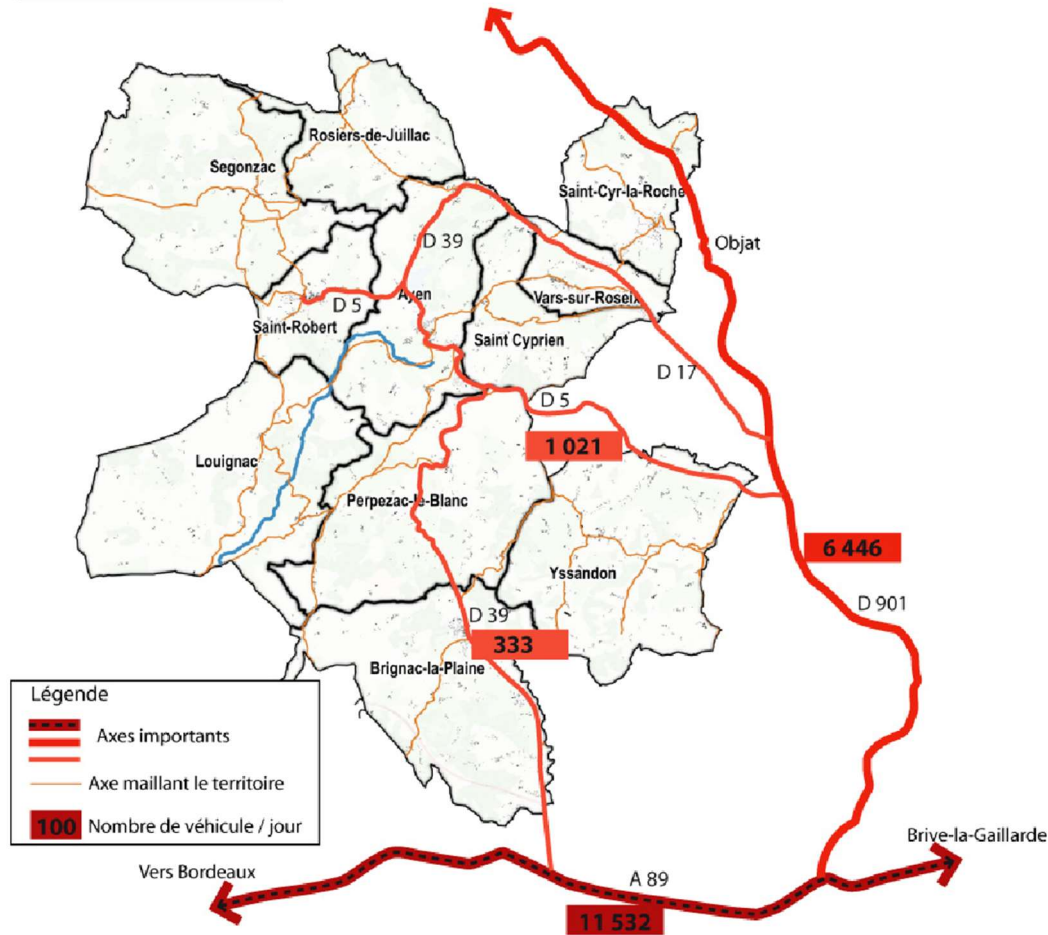 Rosiers-de-Juillac
Segonzac
Saint-Cyr-la-Roche
D 39
Objat
Ayen
Vars-sur-Roseix
D 5
Saint-Robert
Saint Cyprien
D 17
D 5
1 021
Louignac
Perpezac-le-Blanc
6 446
Yssandon
D 901
D 39
333
Brignac-la-Plaine
Légende
Axes importants
Axe maillant le territoire
100 Nombre de véhicule / jour
Brive-la-Gaillarde
Vers Bordeaux
A 89
11 532